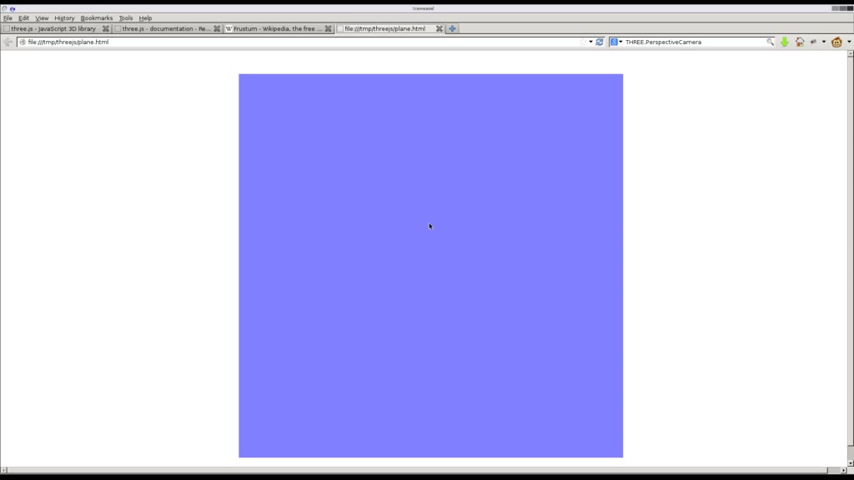 Iceweasel
File Edit View History Bookmarks Tools Help
three.js - JavaScript 3D library
three.js - documentation - Re...
W Frustum - Wikipedia, the free ...
file:///tmp/threejs/plane.html
file:///tmp/threejs/plane.html
THREE.PerspectiveCamera